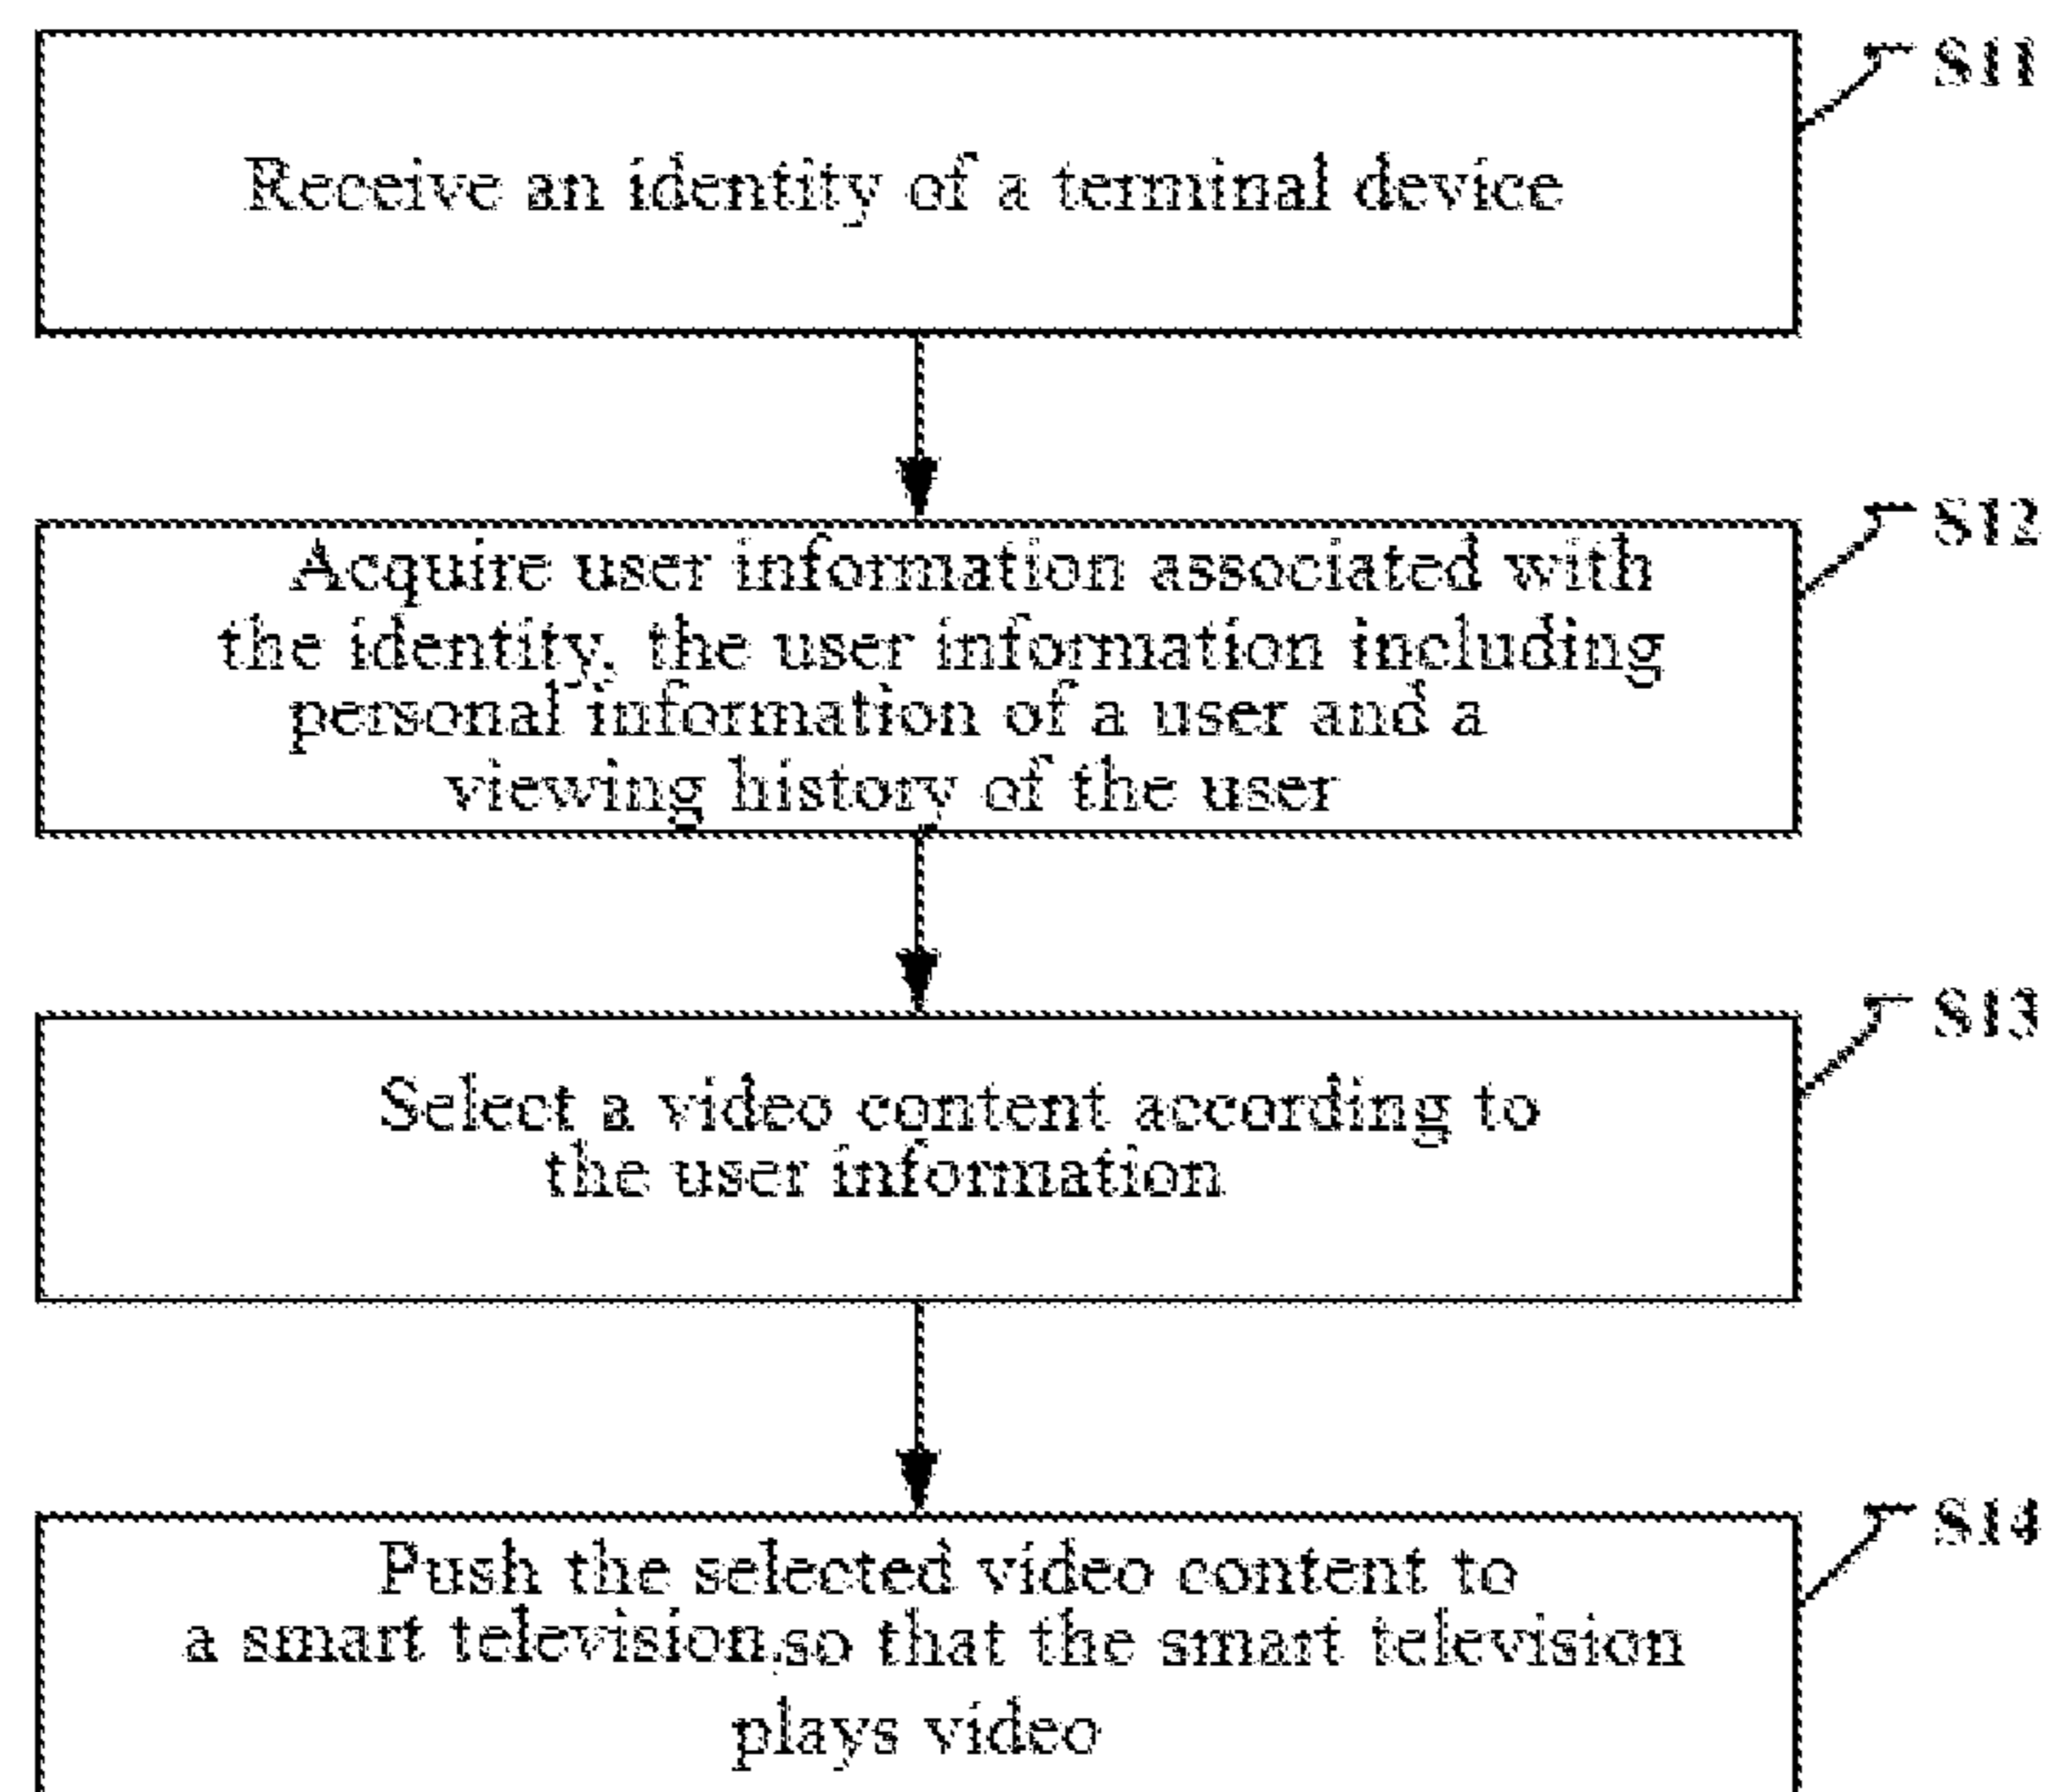 S11
Receive an identity of a terminal device
S12
Acquire user information associated with
the identity, the user information including
personal information of a user and a
viewing history of the user
S13
Select a video content according to
the user information
S14
Push the selected video content to
a smart television,so that the smart television
plays video